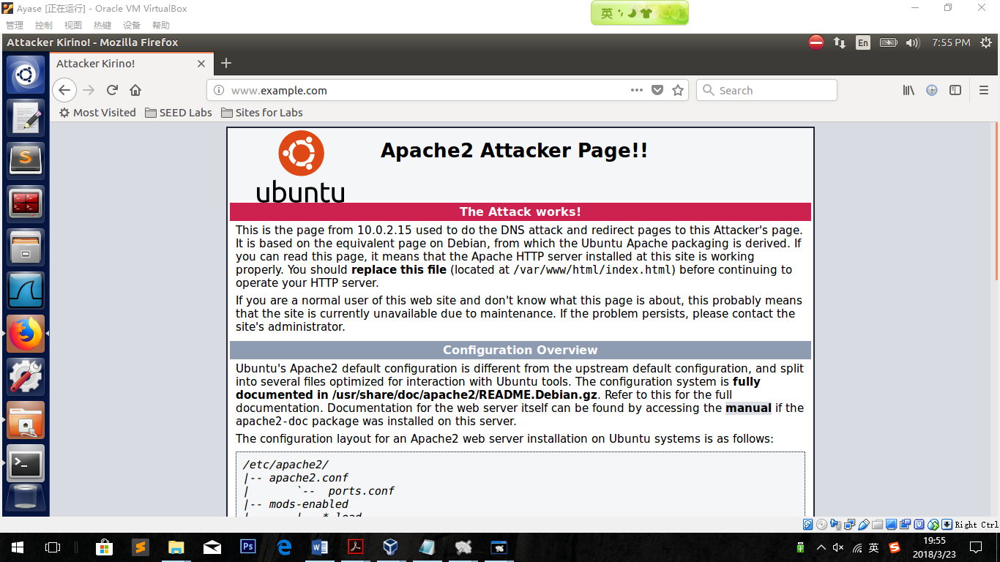 Ayase [正在运行] - Oracle VM VirtualBox
英
管理 控制 视图 热键 设备 帮助
Attacker Kirino! - Mozilla Firefox
En
7:55 PM
Attacker Kirino!
www.example.com
Search
Most Visited
SEED Labs
Sites for Labs
ubuntu
Apache2 Attacker Page!!
The Attack works!
This is the page from 10.0.2.15 used to do the DNS attack and redirect pages to this Attacker's page.
It is based on the equivalent page on Debian, from which the Ubuntu Apache packaging is derived. If
you can read this page, it means that the Apache HTTP server installed at this site is working
properly. You should replace this file (located at /var/www/html/index.html) before continuing to
operate your HTTP server.
If you are a normal user of this web site and don't know what this page is about, this probably means
that the site is currently unavailable due to maintenance. If the problem persists, please contact the
site's administrator.
Configuration Overview
Ubuntu's Apache2 default configuration is different from the upstream default configuration, and split
into several files optimized for interaction with Ubuntu tools. The configuration system is fully
documented in /usr/share/doc/apache2/README.Debian.gz. Refer to this for the full
documentation. Documentation for the web server itself can be found by accessing the manual if the
apache2-doc package was installed on this server.
The configuration layout for an Apache2 web server installation on Ubuntu systems is as follows:
/etc/apache2/
|-- apache2.conf
|       `--  ports.conf
|-- mods-enabled
Right Ctrl
Ps
英
19:55
2018/3/23